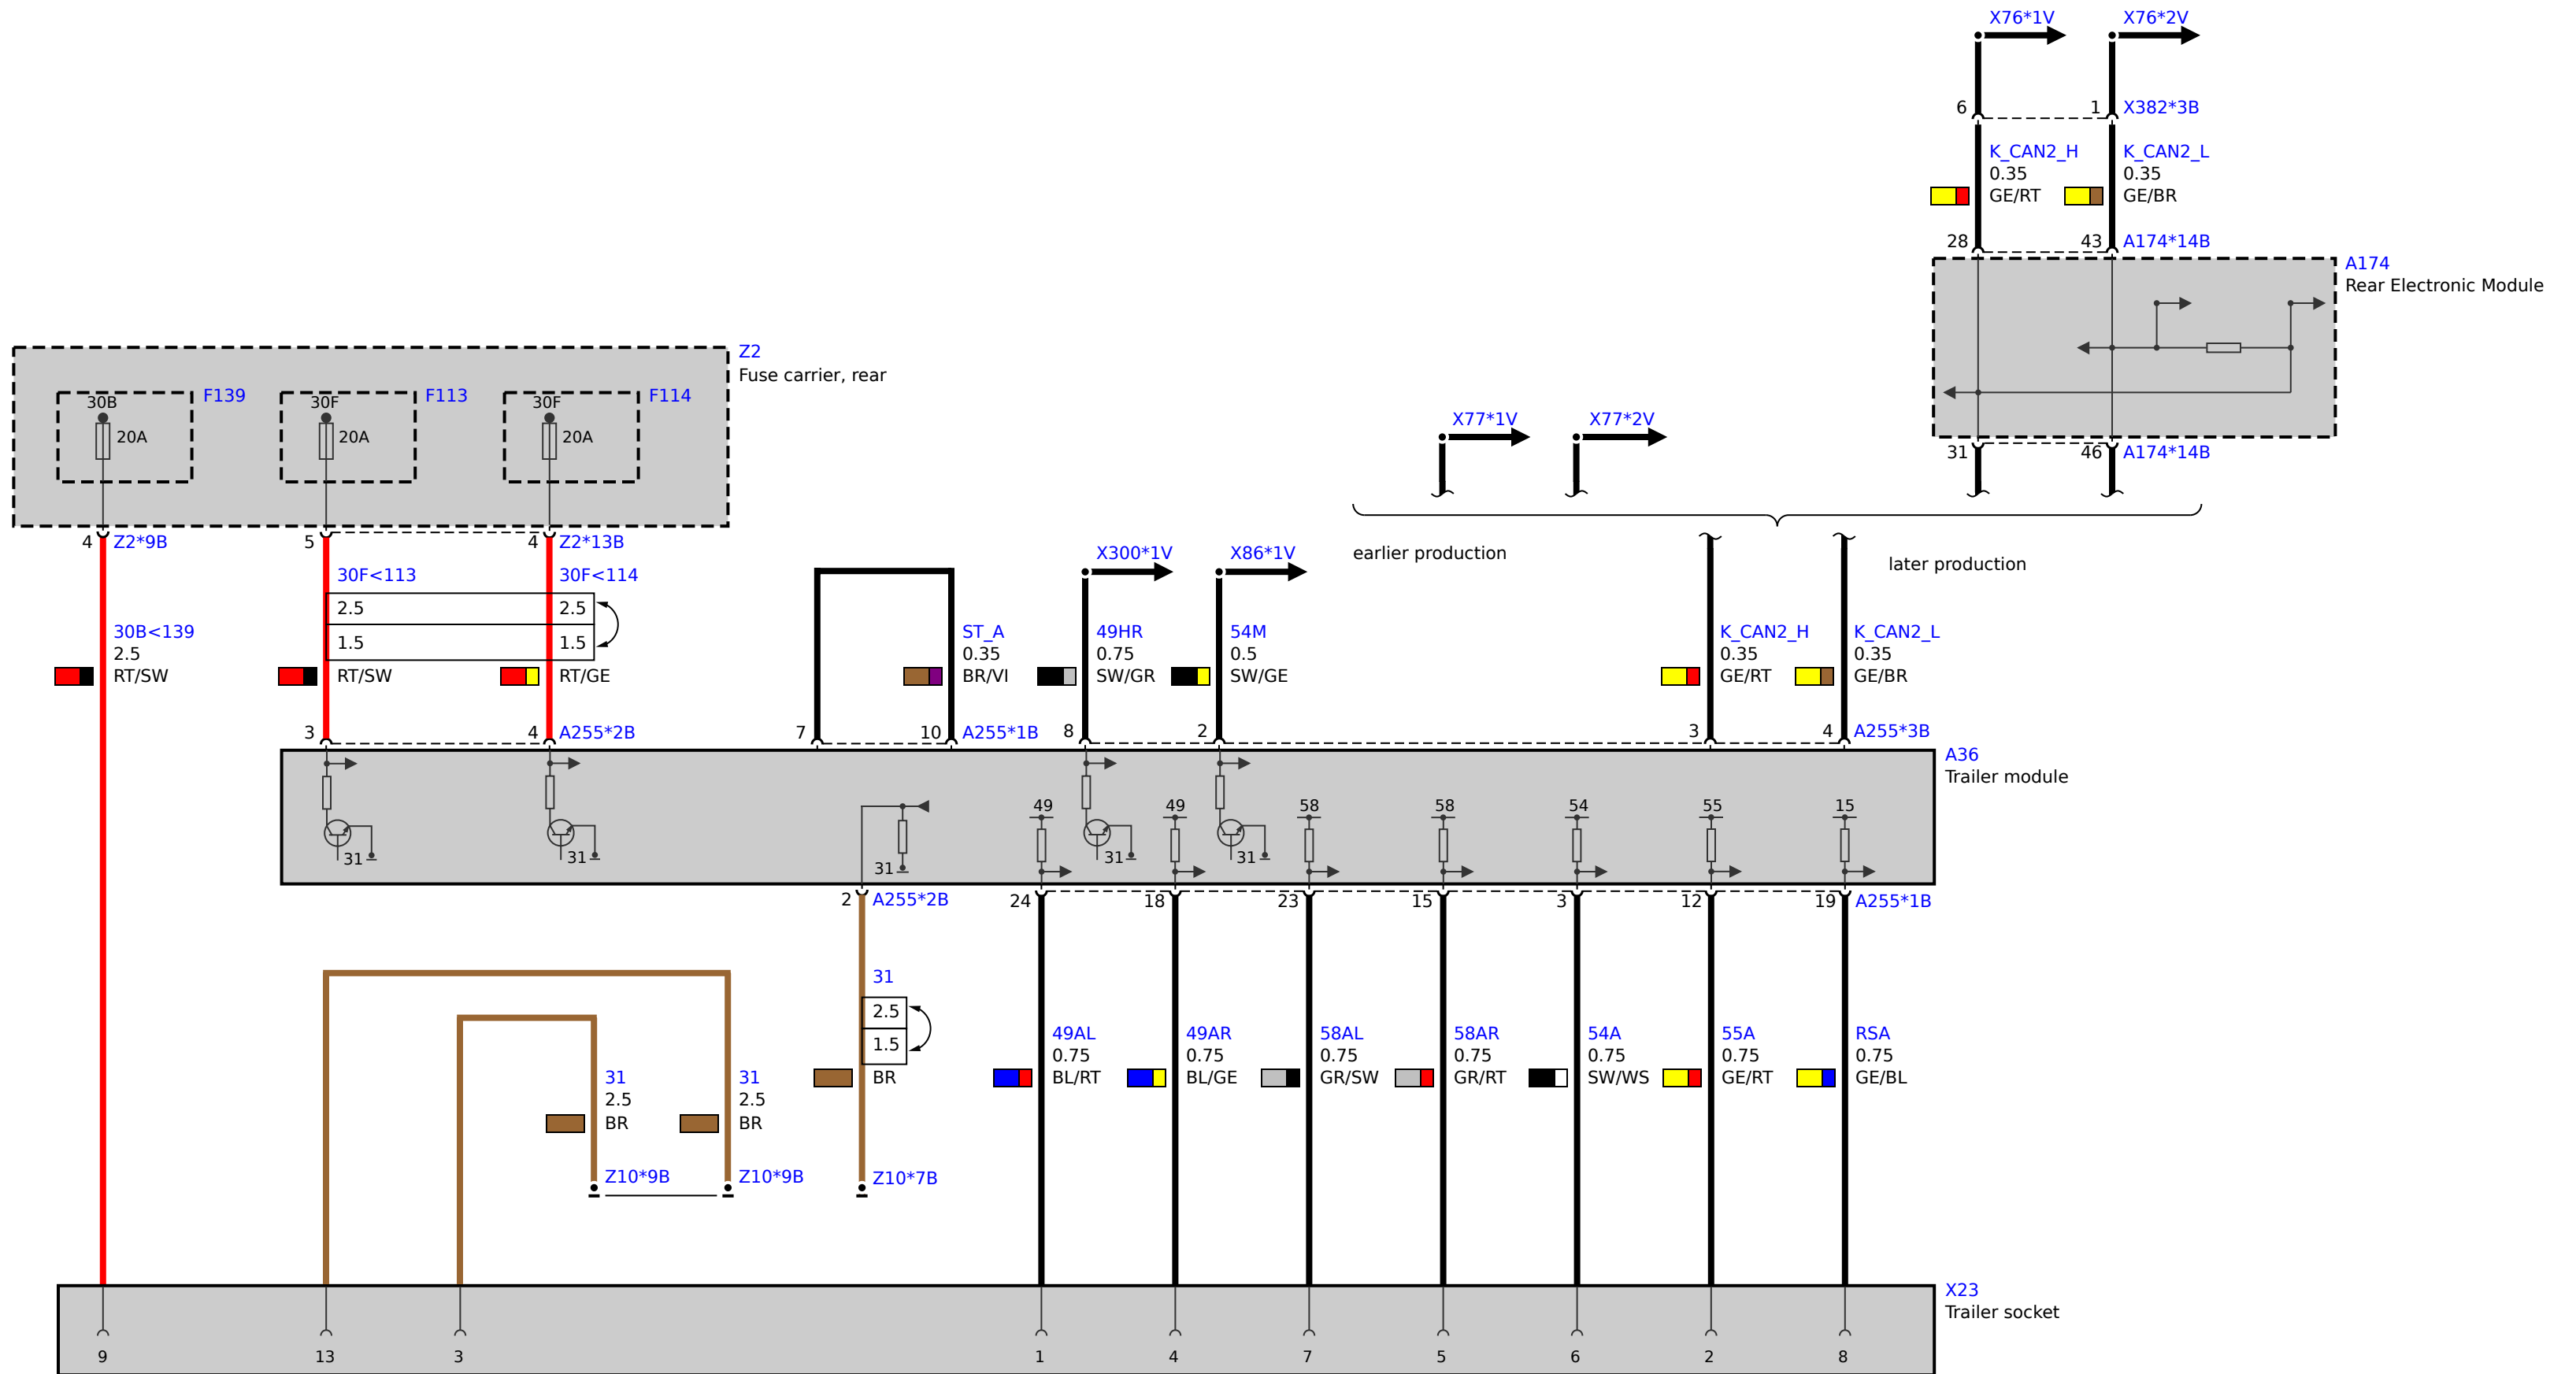 X76*1V
X76*2V
6
1
X382*3B
K_CAN2_H
0.35
GE/RT
K_CAN2_L
0.35
GE/BR
28
43
A174*14B
A174
Rear Electronic Module
31
46
A174*14B
Z2
Fuse carrier, rear
30B
20A
F139
30F
20A
F113
30F
20A
F114
X77*1V
X77*2V
earlier production
later production
4
Z2*9B
5
4
Z2*13B
30F<113
30F<114
2.5
2.5
1.5
1.5
30B<139
2.5
RT/SW
RT/SW
RT/GE
X300*1V
X86*1V
ST_A
0.35
BR/VI
49HR
0.75
SW/GR
54M
0.5
SW/GE
K_CAN2_H
0.35
GE/RT
K_CAN2_L
0.35
GE/BR
3
4
A255*2B
7
10
A255*1B
8
2
3
4
A255*3B
A36
Trailer module
31
31
31
49
31
49
31
58
58
54
55
15
2
A255*2B
24
18
23
15
3
12
19
A255*1B
31
2.5
1.5
BR
31
2.5
BR
31
2.5
BR
49AL
0.75
BL/RT
49AR
0.75
BL/GE
58AL
0.75
GR/SW
58AR
0.75
GR/RT
54A
0.75
SW/WS
55A
0.75
GE/RT
RSA
0.75
GE/BL
Z10*9B
Z10*9B
Z10*7B
X23
Trailer socket
9
13
3
1
4
7
5
6
2
8